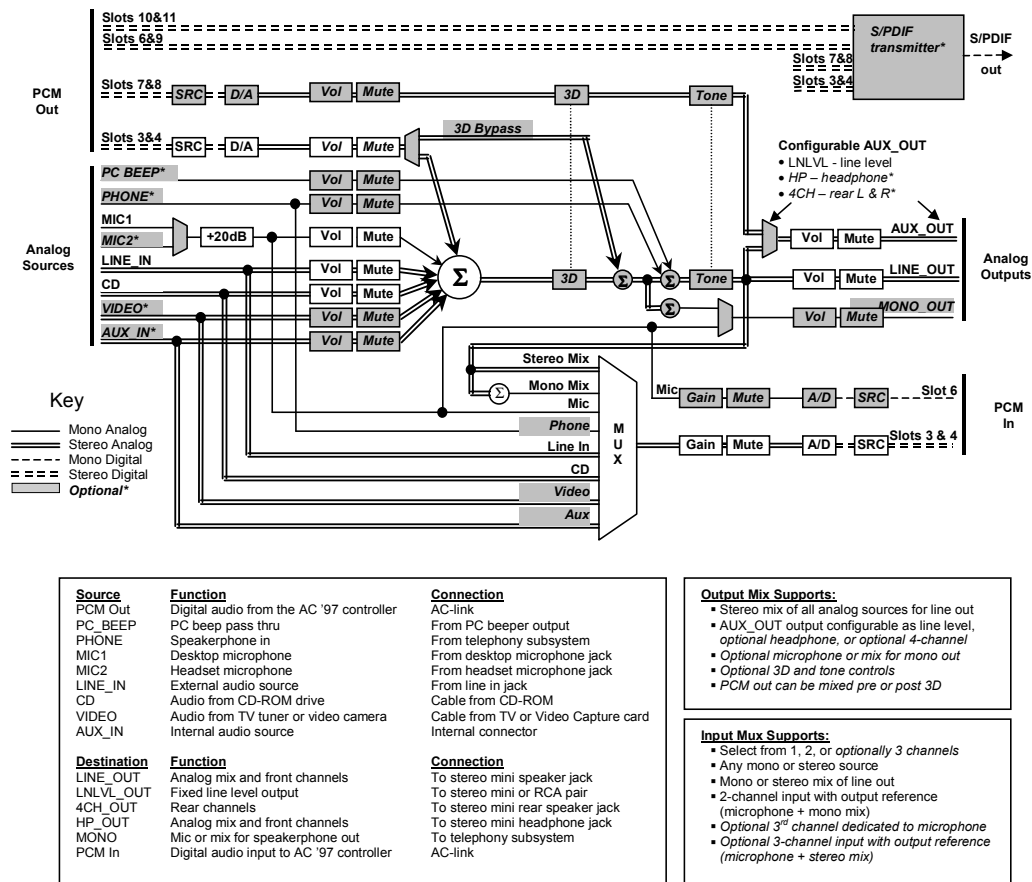 Slots 10&11
Slots 6&9
S/PDIF
transmitter*
S/PDIF
out
Slots 7&8
Slots 3&4
PCM
Out
Slots 7&8
SRC
D/A
Vol
Mute
3D
Tone
Slots 3&4
SRC
D/A
Vol
Mute
3D Bypass
Configurable AUX_OUT
• LNLVL - line level
• HP – headphone*
• 4CH – rear L & R*
Analog
Sources
PC BEEP*
Vol
Mute
PHONE*
Vol
Mute
MIC1
MIC2*
+20dB
Vol
Mute
LINE_IN
Vol
Mute
CD
Vol
Mute
VIDEO*
Vol
Mute
AUX_IN*
Vol
Mute
Σ
3D
Σ
Σ
Tone
Σ
Vol
Mute
AUX_OUT
Vol
Mute
LINE_OUT
Vol
Mute
MONO_OUT
Analog
Outputs
Stereo Mix
Σ
Mono Mix
Mic
Phone
Line In
CD
Video
Aux
M
U
X
Mic
Gain
Mute
A/D
SRC
Slot 6
Gain
Mute
A/D
SRC
Slots 3 & 4
PCM
In
Key
Mono Analog
Stereo Analog
Mono Digital
Stereo Digital
Optional*
Source Function Connection
PCM Out Digital audio from the AC '97 controller AC-link
PC_BEEP PC beep pass thru From PC beeper output
PHONE Speakerphone in From telephony subsystem
MIC1 Desktop microphone From desktop microphone jack
MIC2 Headset microphone From headset microphone jack
LINE_IN External audio source From line in jack
CD Audio from CD-ROM drive Cable from CD-ROM
VIDEO Audio from TV tuner or video camera Cable from TV or Video Capture card
AUX_IN Internal audio source Internal connector
Destination Function Connection
LINE_OUT Analog mix and front channels To stereo mini speaker jack
LNLVL_OUT Fixed line level output To stereo mini or RCA pair
4CH_OUT Rear channels To stereo mini rear speaker jack
HP_OUT Analog mix and front channels To stereo mini headphone jack
MONO Mic or mix for speakerphone out To telephony subsystem
PCM In Digital audio input to AC '97 controller AC-link
Output Mix Supports:
▪ Stereo mix of all analog sources for line out
▪ AUX_OUT output configurable as line level,
optional headphone, or optional 4-channel
▪ Optional microphone or mix for mono out
▪ Optional 3D and tone controls
▪ PCM out can be mixed pre or post 3D
Input Mux Supports:
▪ Select from 1, 2, or optionally 3 channels
▪ Any mono or stereo source
▪ Mono or stereo mix of line out
▪ 2-channel input with output reference
(microphone + mono mix)
▪ Optional 3rd channel dedicated to microphone
▪ Optional 3-channel input with output reference
(microphone + stereo mix)